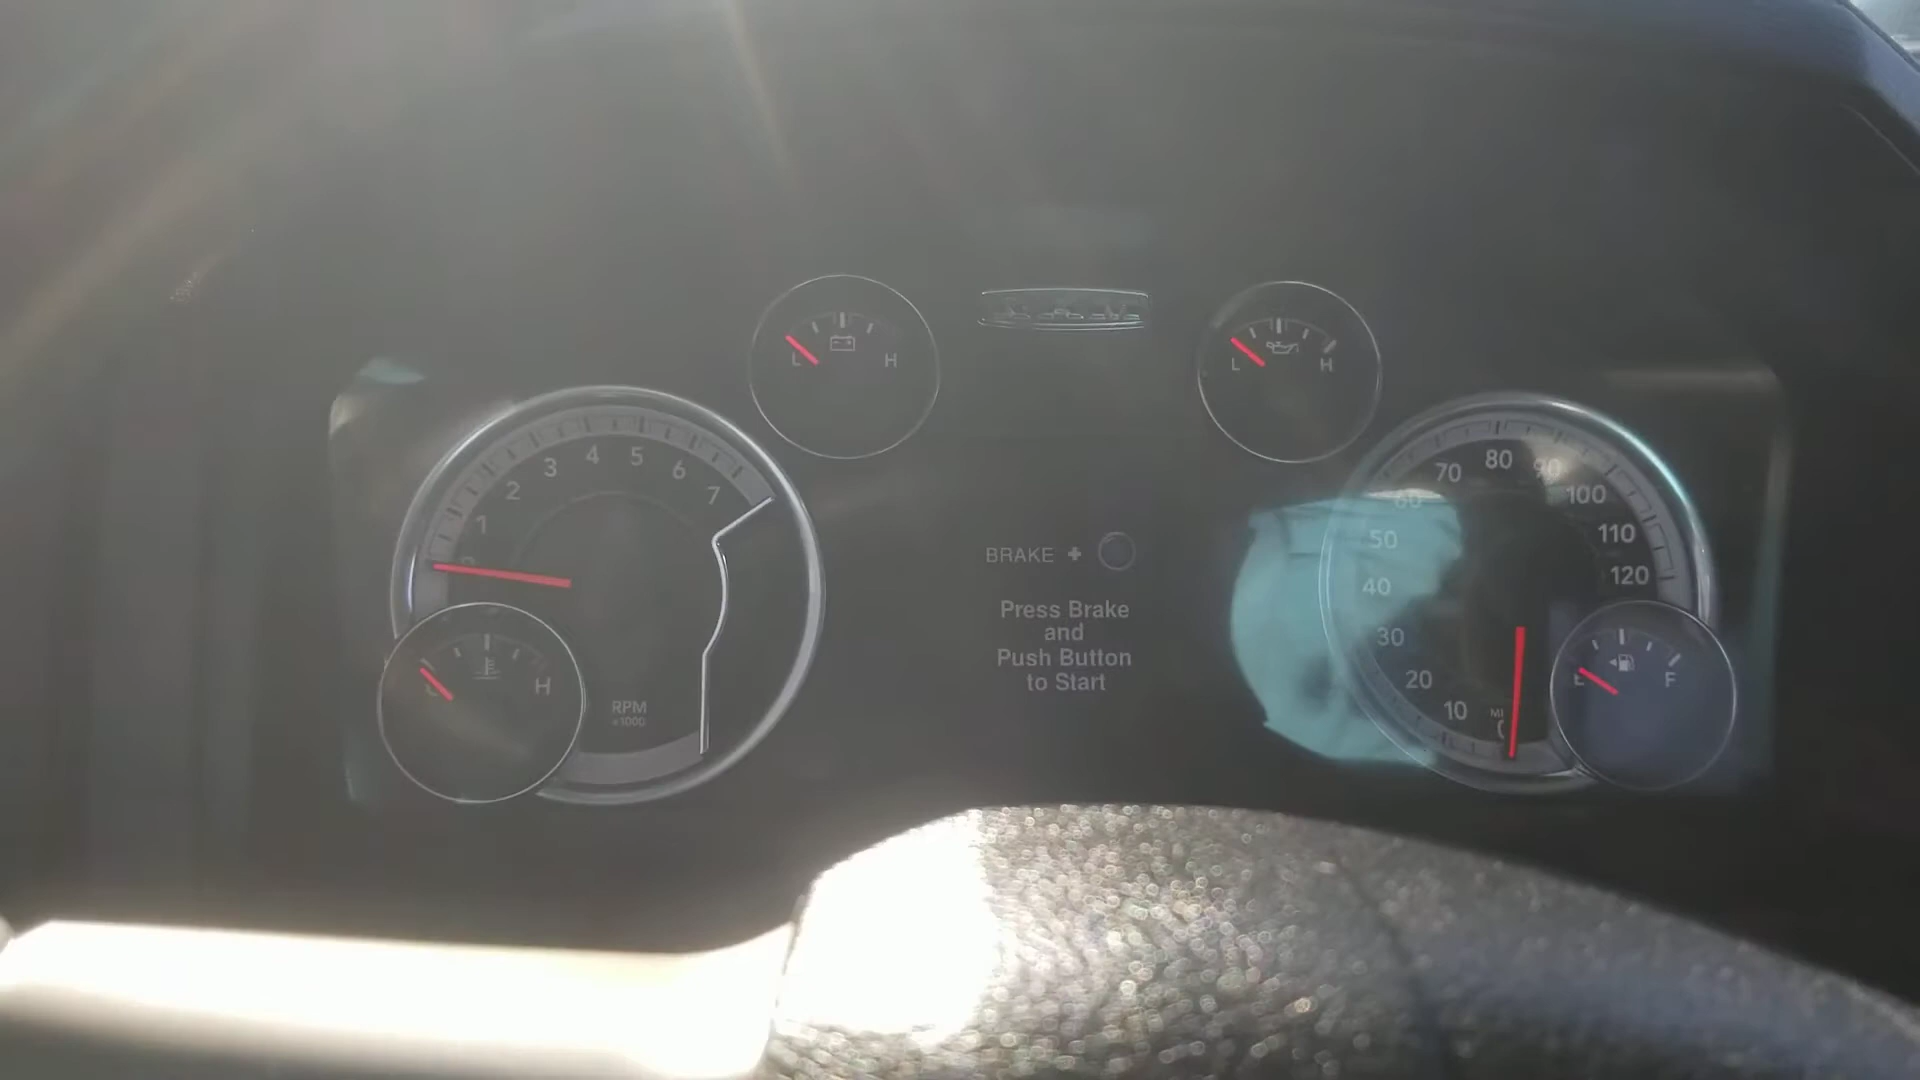 L H
L H
1 2 3 4 5 6 7
RPM
x1000
H
BRAKE +
Press Brake
and
Push Button
to Start
10 20 30 40 50 60 70 80 90 100 110 120
E F